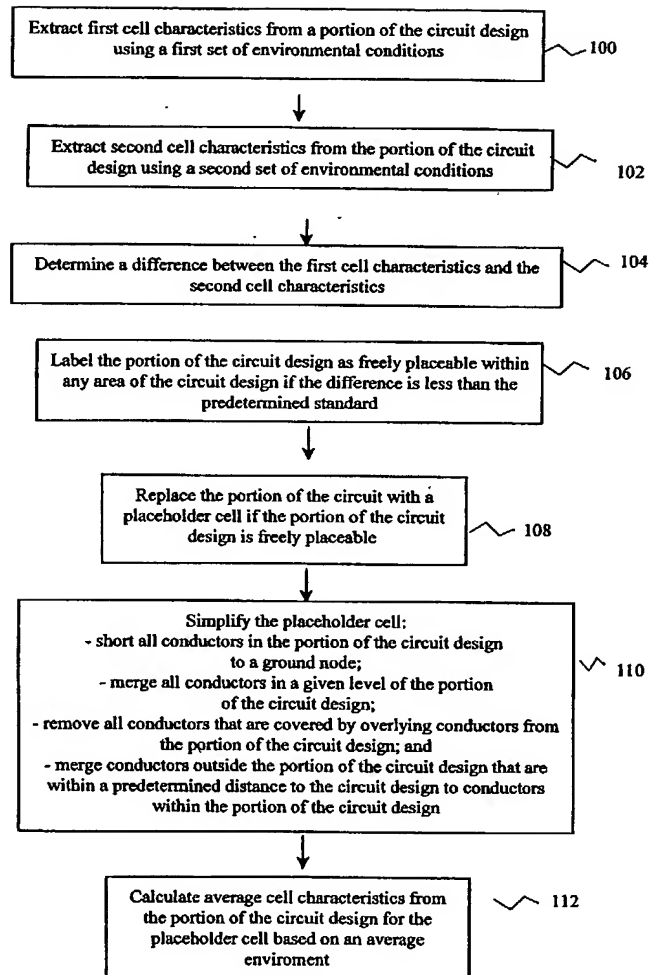 Extract first cell characteristics from a portion of the circuit design
using a first set of environmental conditions
100
Extract second cell characteristics from the portion of the circuit
design using a second set of environmental conditions
102
Determine a difference between the first cell characteristics and the
second cell characteristics
104
Label the portion of the circuit design as freely placeable within
any area of the circuit design if the difference is less than the
predetermined standard
106
Replace the portion of the circuit with a
placeholder cell if the portion of the circuit
design is freely placeable
108
Simplify the placeholder cell:
- short all conductors in the portion of the circuit design
to a ground node;
- merge all conductors in a given level of the portion
of the circuit design;
- remove all conductors that are covered by overlying conductors from
the portion of the circuit design; and
- merge conductors outside the portion of the circuit design that are
within a predetermined distance to the circuit design to conductors
within the portion of the circuit design
110
Calculate average cell characteristics from
the portion of the circuit design for the
placeholder cell based on an average
enviroment
112